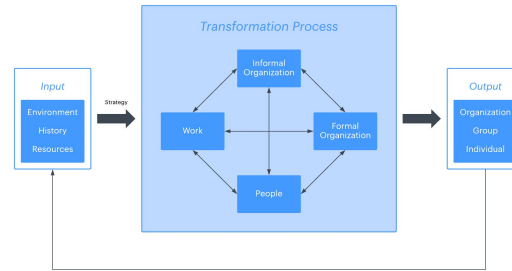 Transformation Process
Informal
Organization
Input
Environment
History
Resources
Strategy
Work
Formal
Organization
People
Output
Organization
Group
Individual